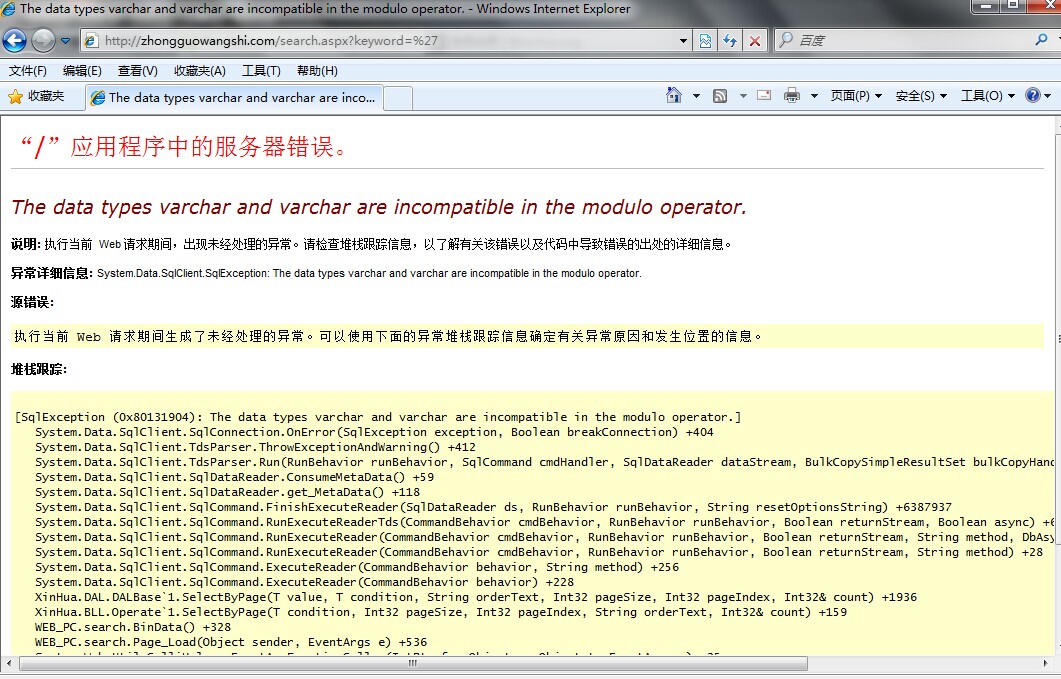 The data types varchar and varchar are incompatible in the modulo operator. - Windows Internet Explorer
http://zhongguowangshi.com/search.aspx?keyword=%27
百度
文件(F) 编辑(E) 查看(V) 收藏夹(A) 工具(T) 帮助(H)
收藏夹 The data types varchar and varchar are inco... 页面(P) 安全(S) 工具(O)
“/”应用程序中的服务器错误。
The data types varchar and varchar are incompatible in the modulo operator.
说明: 执行当前 Web 请求期间，出现未经处理的异常。请检查堆栈跟踪信息，以了解有关该错误以及代码中导致错误的出处的详细信息。
异常详细信息: System.Data.SqlClient.SqlException: The data types varchar and varchar are incompatible in the modulo operator.
源错误:
执行当前 Web 请求期间生成了未经处理的异常。可以使用下面的异常堆栈跟踪信息确定有关异常原因和发生位置的信息。
堆栈跟踪:
[SqlException (0x80131904): The data types varchar and varchar are incompatible in the modulo operator.]
System.Data.SqlClient.SqlConnection.OnError(SqlException exception, Boolean breakConnection) +404
System.Data.SqlClient.TdsParser.ThrowExceptionAndWarning() +412
System.Data.SqlClient.TdsParser.Run(RunBehavior runBehavior, SqlCommand cmdHandler, SqlDataReader dataStream, BulkCopySimpleResultSet bulkCopyHand
System.Data.SqlClient.SqlDataReader.ConsumeMetaData() +59
System.Data.SqlClient.SqlDataReader.get_MetaData() +118
System.Data.SqlClient.SqlCommand.FinishExecuteReader(SqlDataReader ds, RunBehavior runBehavior, String resetOptionsString) +6387937
System.Data.SqlClient.SqlCommand.RunExecuteReaderTds(CommandBehavior cmdBehavior, RunBehavior runBehavior, Boolean returnStream, Boolean async) +6
System.Data.SqlClient.SqlCommand.RunExecuteReader(CommandBehavior cmdBehavior, RunBehavior runBehavior, Boolean returnStream, String method, DbAsy
System.Data.SqlClient.SqlCommand.RunExecuteReader(CommandBehavior cmdBehavior, RunBehavior runBehavior, Boolean returnStream, String method) +28
System.Data.SqlClient.SqlCommand.ExecuteReader(CommandBehavior behavior, String method) +256
System.Data.SqlClient.SqlCommand.ExecuteReader(CommandBehavior behavior) +228
XinHua.DAL.DALBase`1.SelectByPage(T value, T condition, String orderText, Int32 pageSize, Int32 pageIndex, Int32& count) +1936
XinHua.BLL.Operate`1.SelectByPage(T condition, Int32 pageSize, Int32 pageIndex, String orderText, Int32& count) +159
WEB_PC.search.BinData() +328
WEB_PC.search.Page_Load(Object sender, EventArgs e) +536